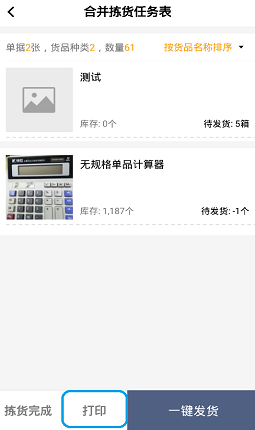 合并拣货任务表
单据2张，货品种类2，数量61 按货品名称排序
测试
库存: 0个 待发货: 5箱
无规格单品计算器
库存: 1,187个 待发货: -1个
拣货完成 打印 一键发货